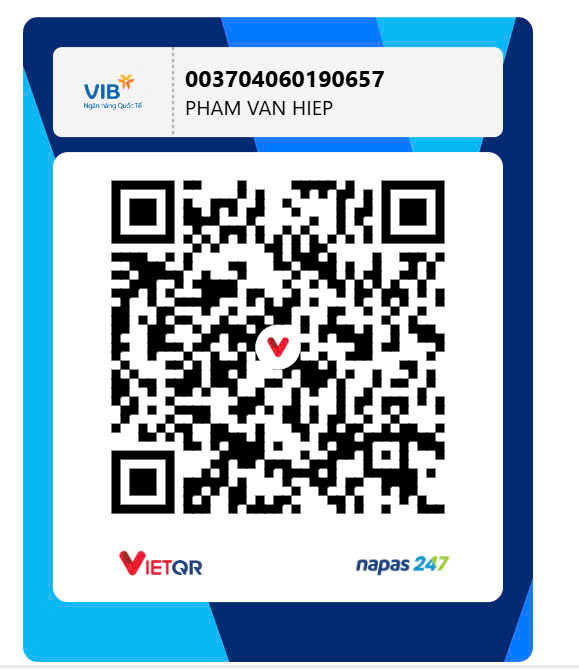 VIB
Ngân hàng Quốc Tế
003704060190657
PHAM VAN HIEP
VIETQR
napas 247